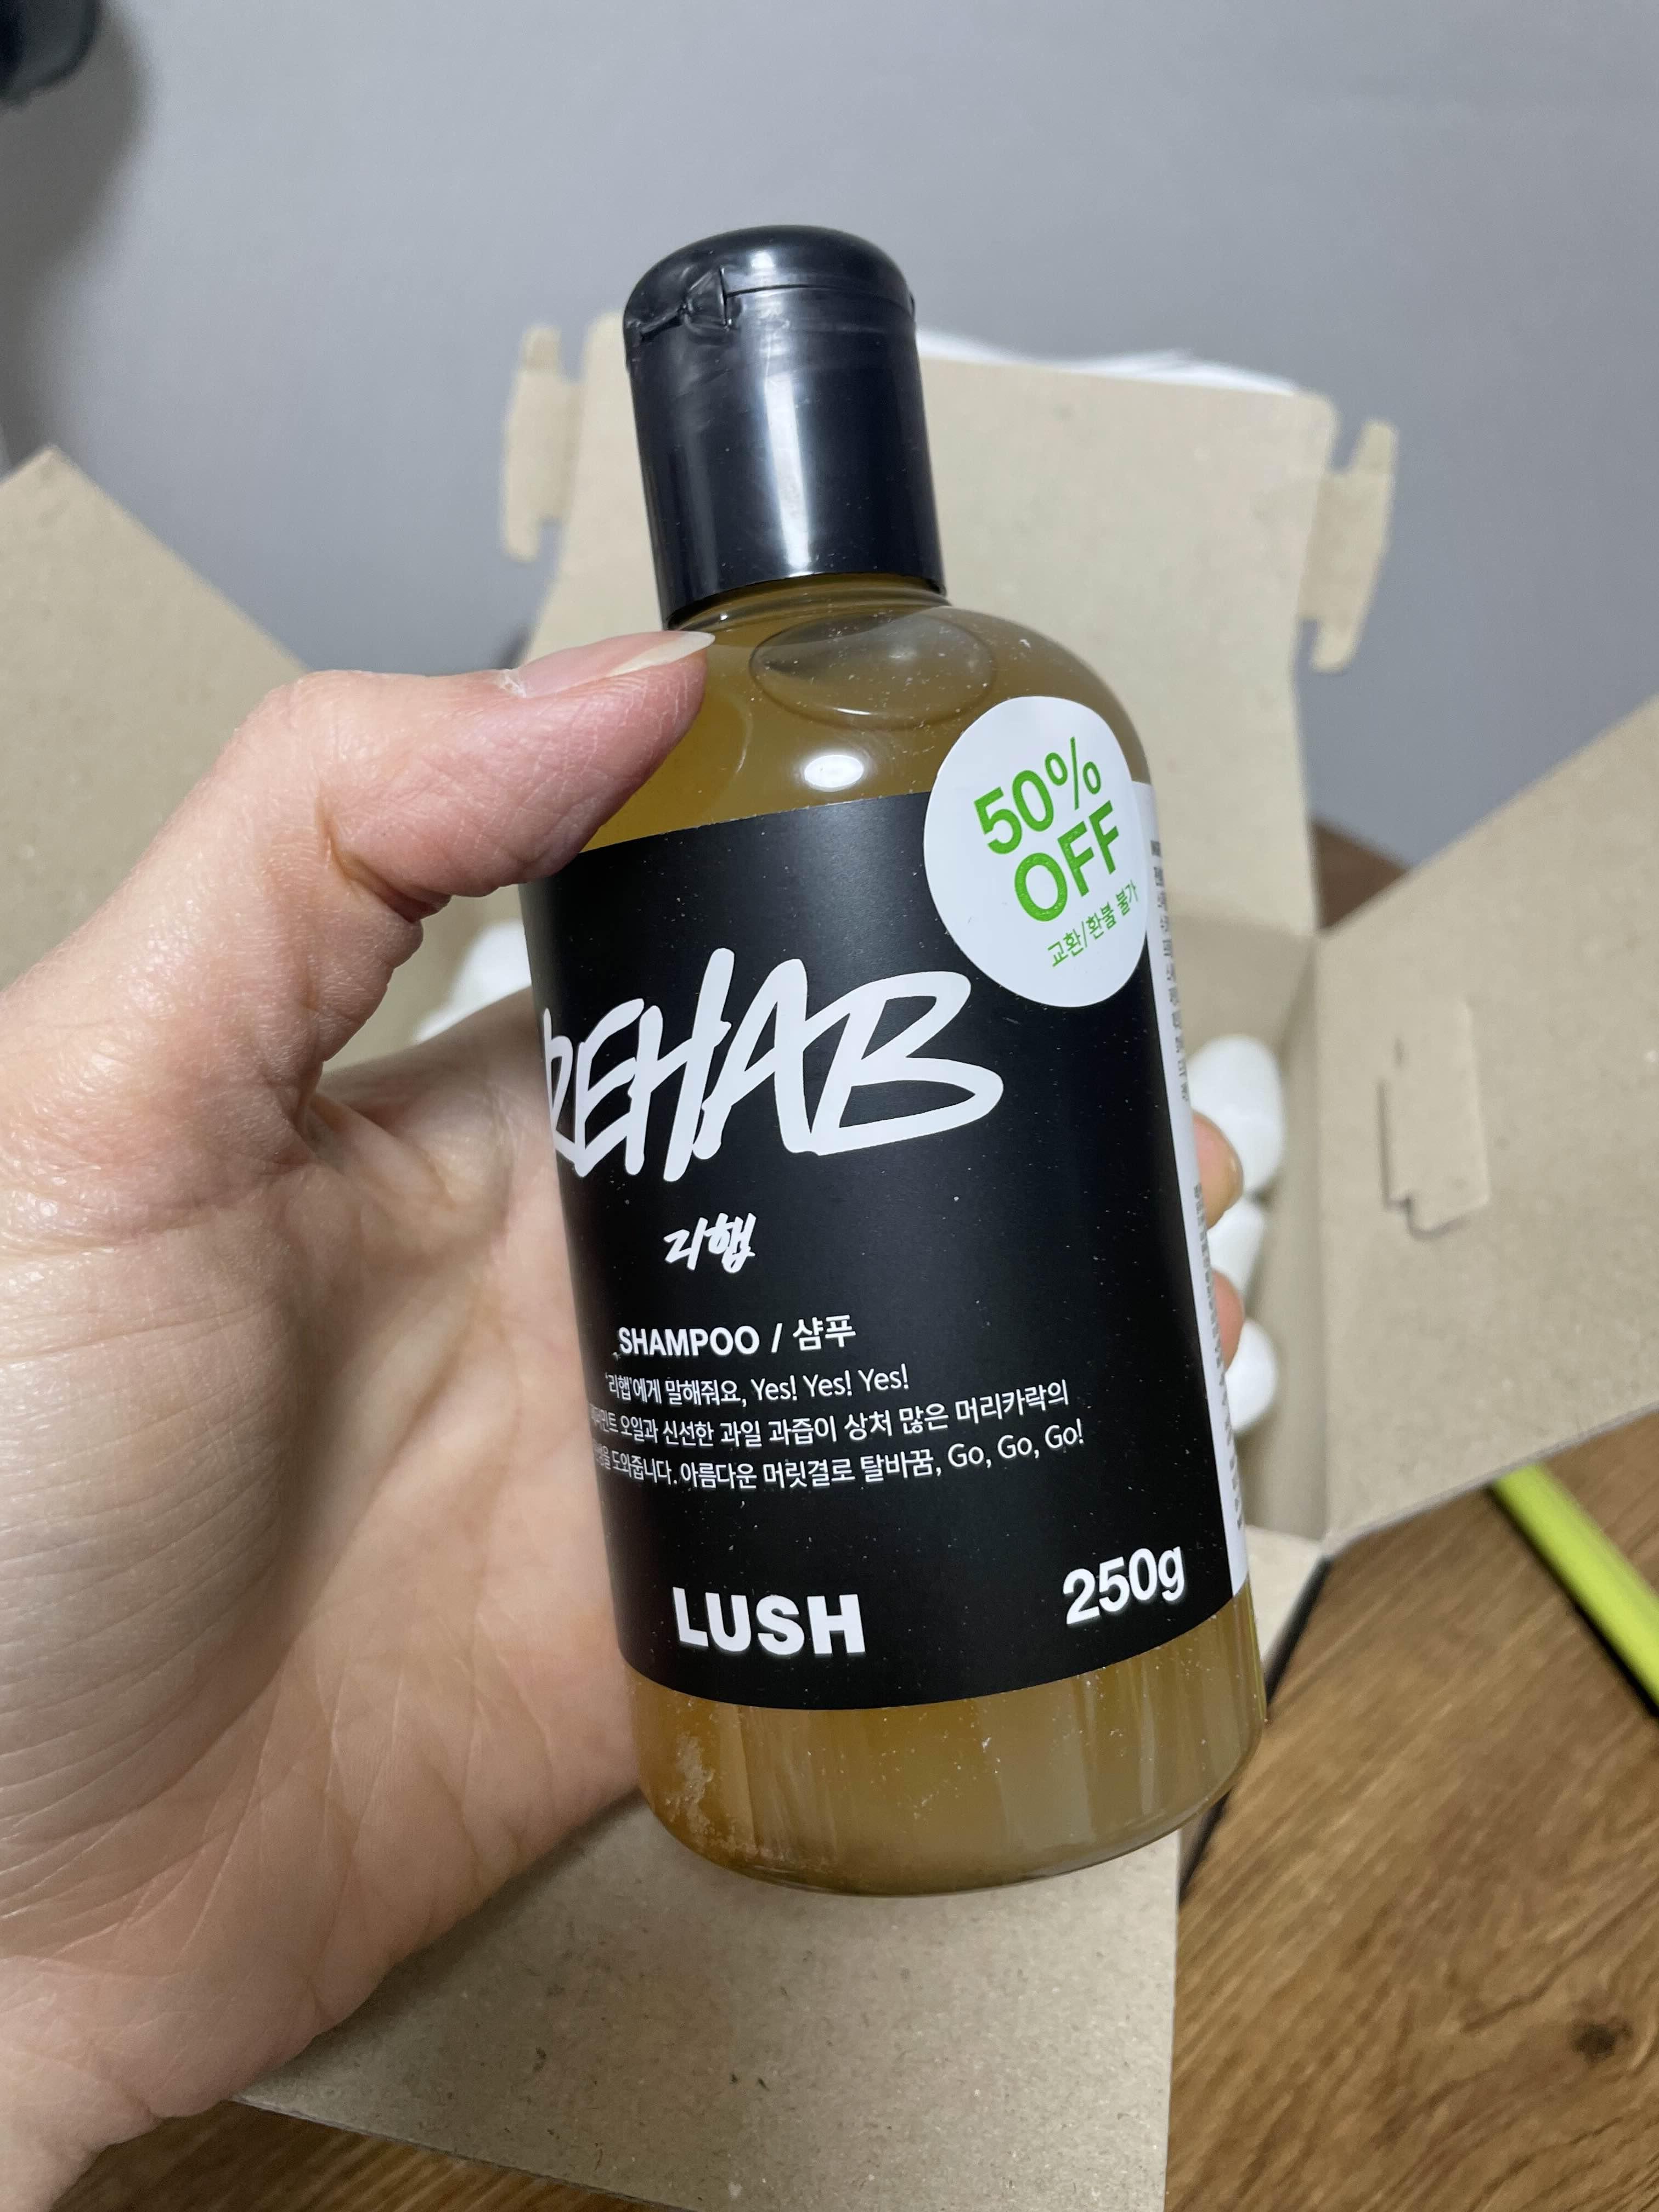 50%
OFF
교환/환불 불가
REHAB
리햅
SHAMPOO / 샴푸
'리햅'에게 말해줘요, Yes! Yes! Yes!
오일과 신선한 과일 과즙이 상처 많은 머리카락의
도와줍니다. 아름다운 머릿결로 탈바꿈, Go, Go, Go!
LUSH
250g